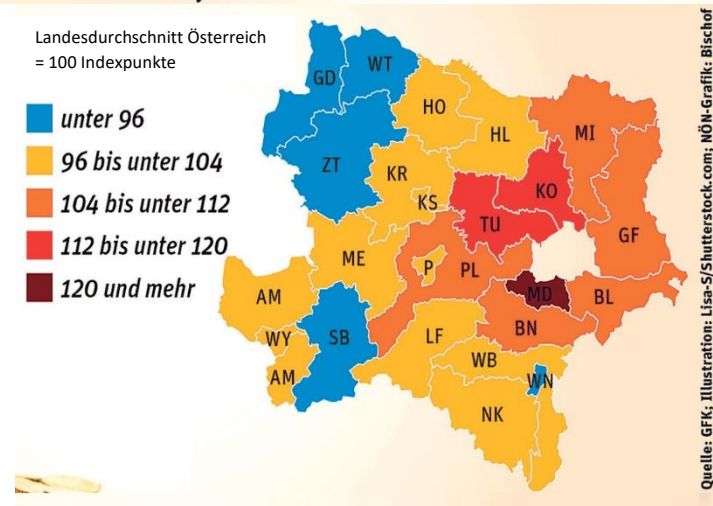 Landesdurchschnitt Österreich
= 100 Indexpunkte
unter 96
96 bis unter 104
104 bis unter 112
112 bis unter 120
120 und mehr
GD
WT
HO
HL
MI
ZT
KR
KS
KO
TU
GF
ME
P
PL
MD
BL
AM
WY
SB
LF
BN
AM
WB
WN
NK
Quelle: GFK; Illustration: Lisa-S/Shutterstock.com; NÖN-Grafik: Bischof